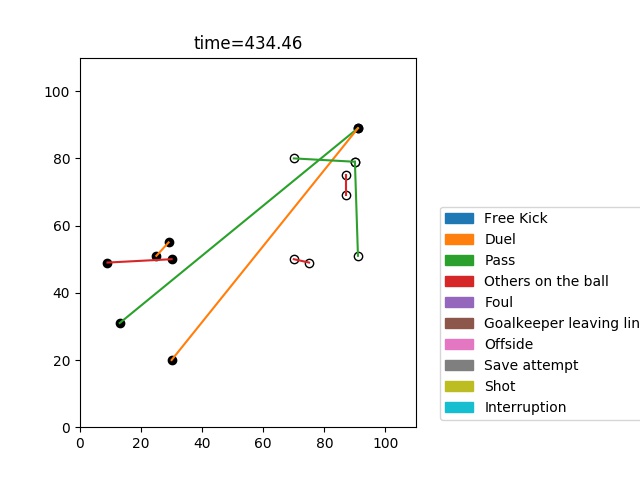 time=434.46
100
80
60
40
20
0
0 20 40 60 80 100
Free Kick
Duel
Pass
Others on the ball
Foul
Goalkeeper leaving lin
Offside
Save attempt
Shot
Interruption